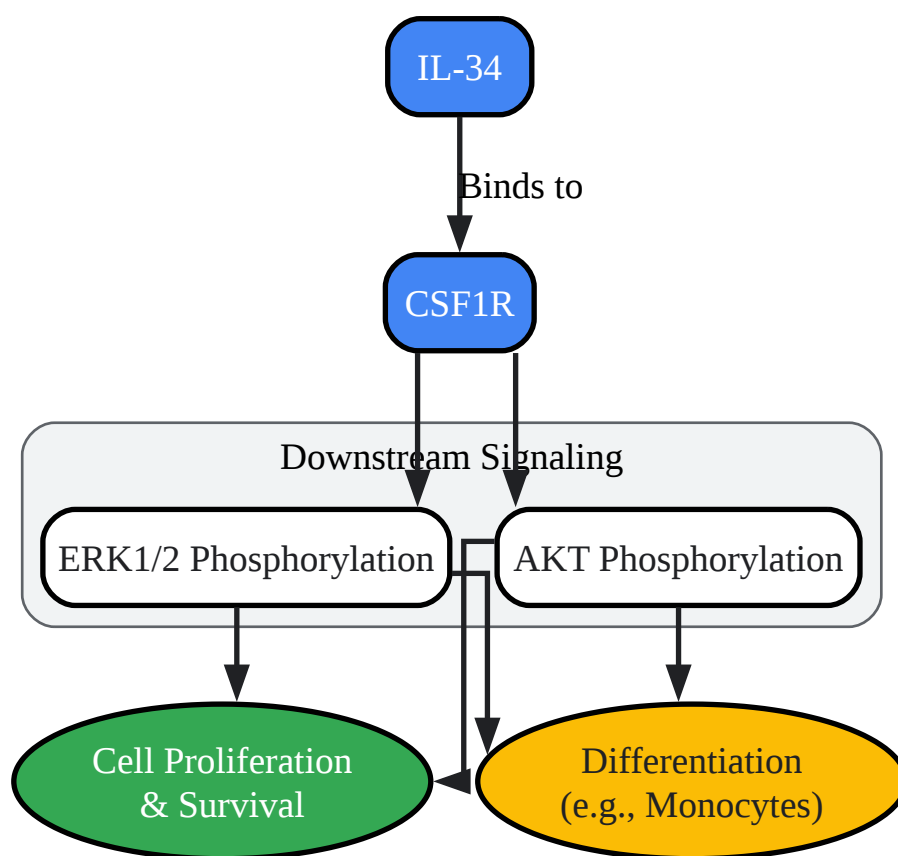 IL-34
Binds to
CSF1R
Downstream Signaling
ERK1/2 Phosphorylation
AKT Phosphorylation
Cell Proliferation
& Survival
Differentiation
(e.g., Monocytes)